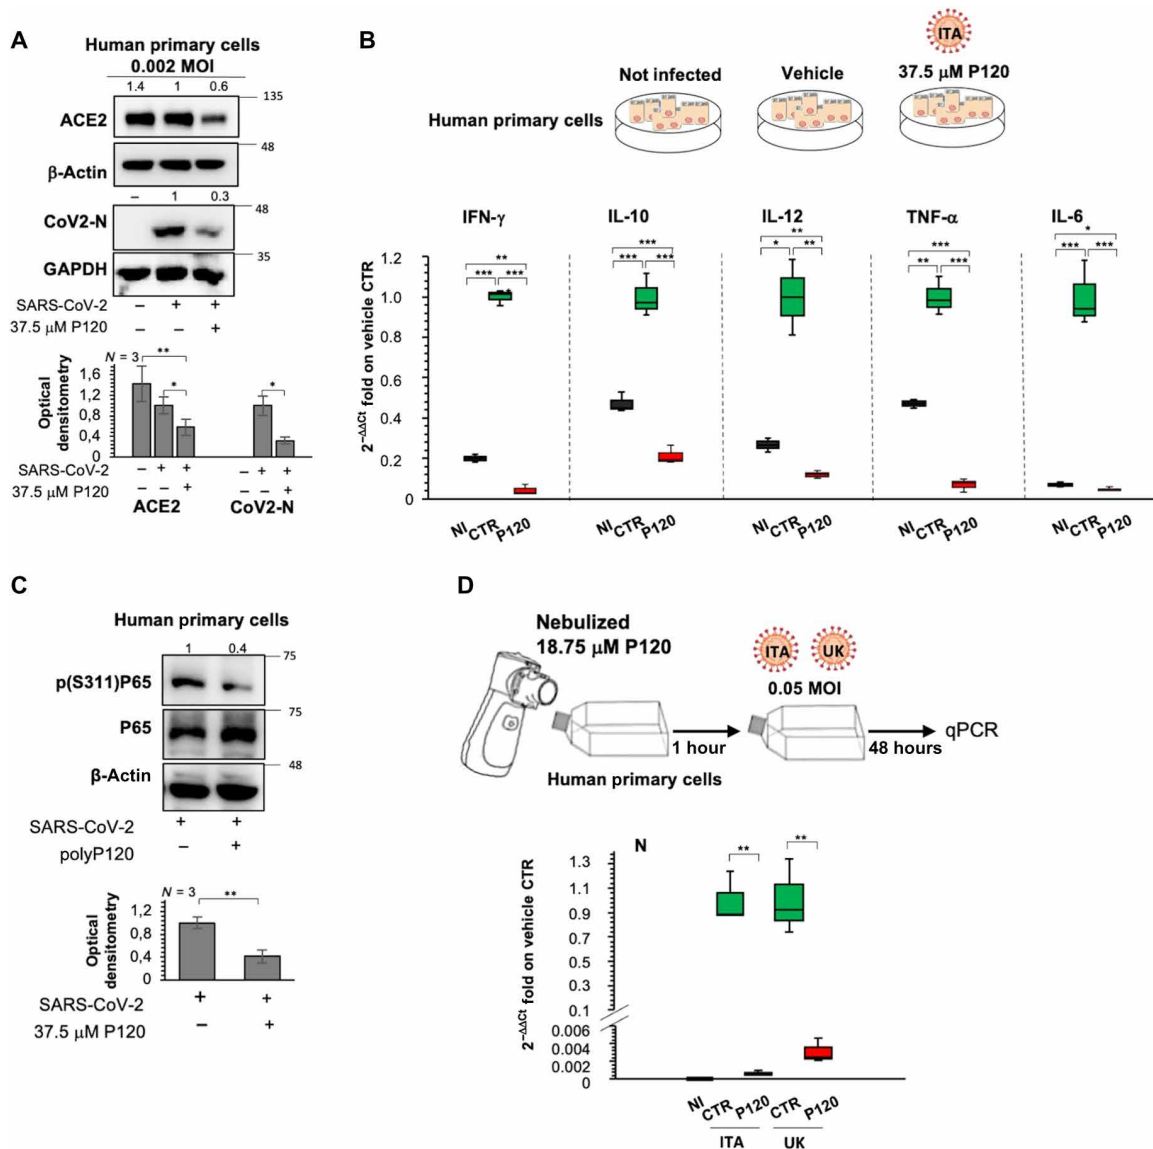 A
Human primary cells
0.002 MOI
1.4 1 0.6
135
ACE2
48
β-Actin
– 1 0.3
48
CoV2-N
35
GAPDH
SARS-CoV-2 – + +
37.5 µM P120 – – +
N = 3
**
*
*
Optical densitometry
1,6
1,2
0,8
0,4
0
SARS-CoV-2 – + + – + +
37.5 µM P120 – – + – – +
ACE2 CoV2-N
B
ITA
Not infected Vehicle 37.5 µM P120
Human primary cells
IFN-γ IL-10 IL-12 TNF-α IL-6
** *** ** *** *
*** *** *** *** * ** ** *** *** ***
2–ΔΔCt fold on vehicle CTR
1.2
1.0
0.8
0.6
0.4
0.2
0
NI CTR P120 NI CTR P120 NI CTR P120 NI CTR P120 NI CTR P120
C
Human primary cells
1 0.4
75
p(S311)P65
75
P65
48
β-Actin
SARS-CoV-2 + +
polyP120 – +
N = 3
**
Optical densitometry
1,2
0,8
0,4
0
SARS-CoV-2 + +
37.5 µM P120 – +
D
Nebulized
18.75 µM P120
ITA UK
0.05 MOI
1 hour 48 hours qPCR
Human primary cells
N
** **
2–ΔΔCt fold on vehicle CTR
1.3
1.1
0.9
0.7
0.5
0.3
0.1
0.006
0.004
0.002
0
NI CTR P120 CTR P120
ITA UK